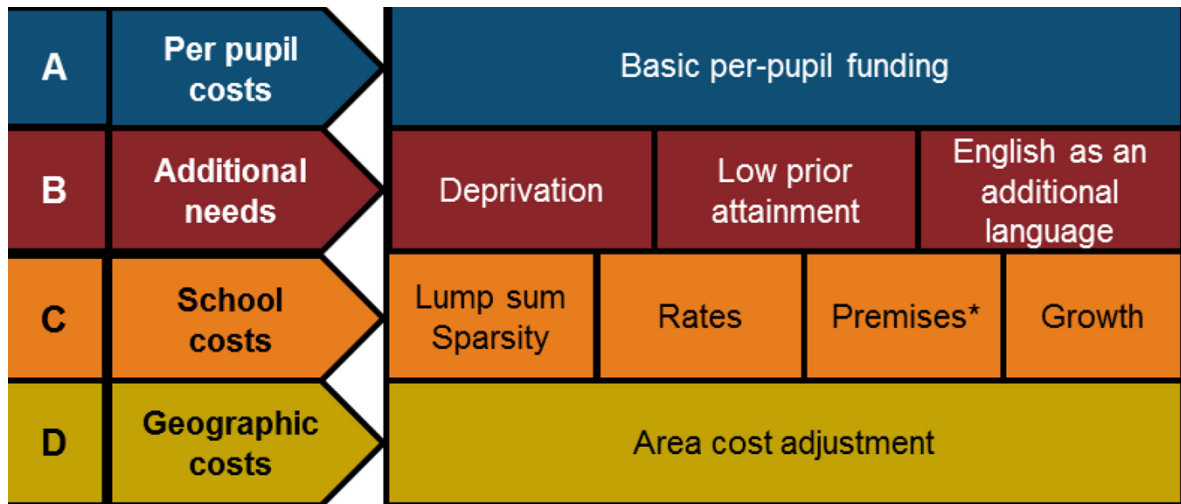 A
Per pupil
costs
Basic per-pupil funding
B
Additional
needs
Deprivation
Low prior
attainment
English as an
additional
language
C
School
costs
Lump sum
Sparsity
Rates
Premises*
Growth
D
Geographic
costs
Area cost adjustment